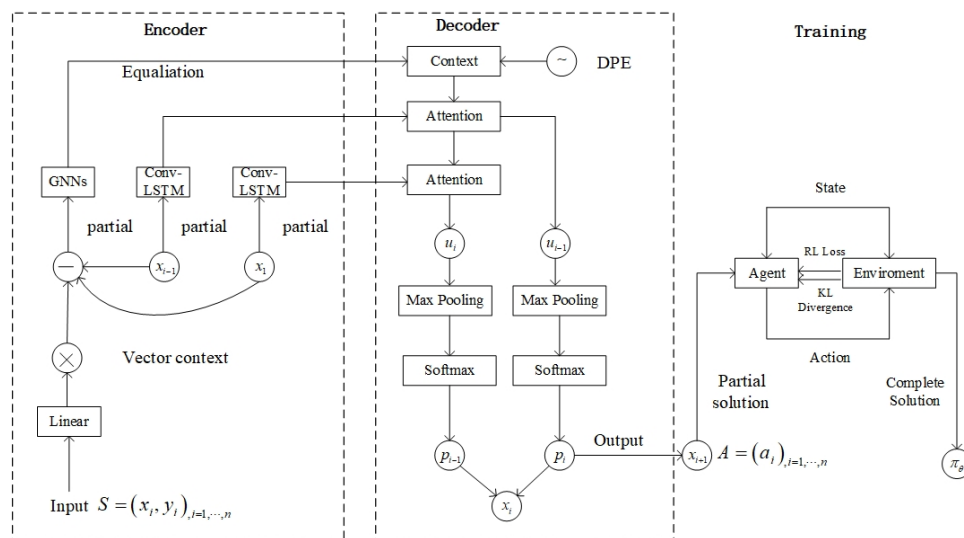 Encoder
Decoder
Training
Equaliation
Context
~
DPE
Attention
GNNs
Conv-
LSTM
Conv-
LSTM
Attention
partial
partial
partial
State
u_i
u_{i-1}
−
x_{i-1}
x_1
RL Loss
Agent
Enviroment
KL
Divergence
Max Pooling
Max Pooling
×
Vector context
Action
Softmax
Softmax
Partial
solution
Complete
Solution
Linear
Output
p_{i-1}
p_i
x_{i+1}
A = (a_i)_{,i=1,⋯,n}
π_θ
Input S = (x_i, y_i)_{,i=1,⋯,n}
x_i